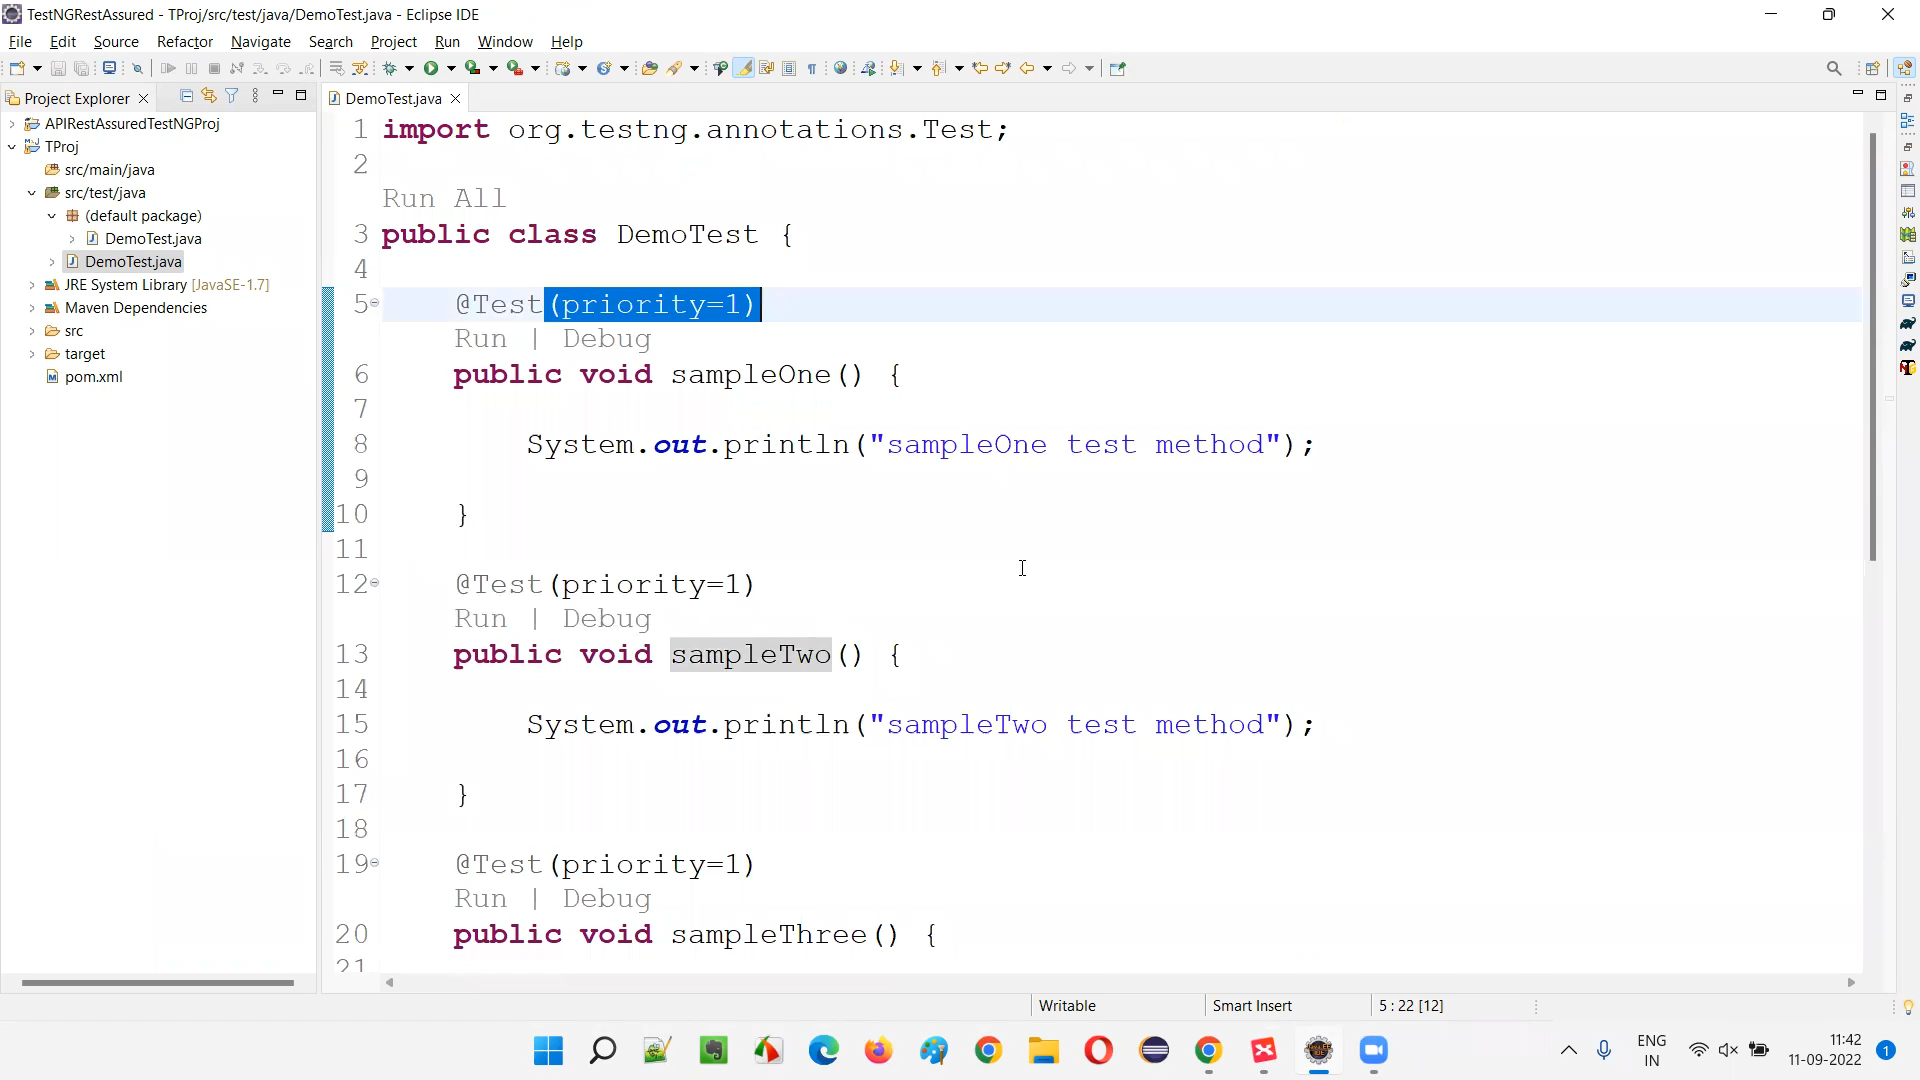 TestNGRestAssured - TProj/src/test/java/DemoTest.java - Eclipse IDE
File Edit Source Refactor Navigate Search Project Run Window Help
Project Explorer
DemoTest.java
APIRestAssuredTestNGProj
TProj
src/main/java
src/test/java
(default package)
DemoTest.java
DemoTest.java
JRE System Library [JavaSE-1.7]
Maven Dependencies
src
target
pom.xml
1 import org.testng.annotations.Test;
2
Run All
3 public class DemoTest {
4
5 @Test(priority=1)
Run | Debug
6 public void sampleOne() {
7
8 System.out.println("sampleOne test method");
9
10 }
11
12 @Test(priority=1)
Run | Debug
13 public void sampleTwo() {
14
15 System.out.println("sampleTwo test method");
16
17 }
18
19 @Test(priority=1)
Run | Debug
20 public void sampleThree() {
21
Writable
Smart Insert
5 : 22 [12]
ENG
IN
11:42
11-09-2022
1